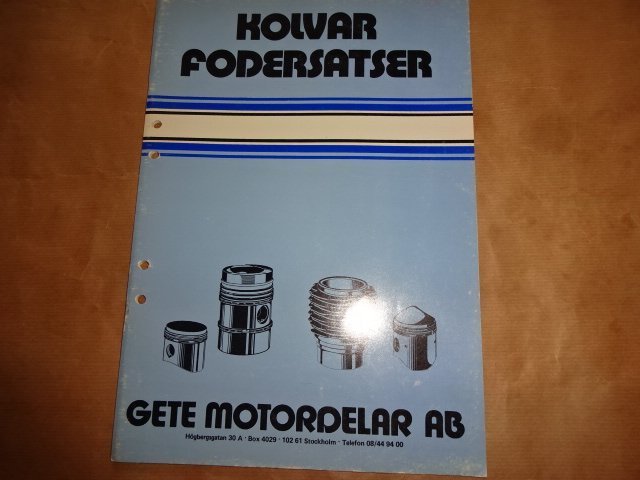 KOLVAR
FODERSATSER
GETE MOTORDELAR AB
Högbergsgatan 30 A · Box 4029 · 102 61 Stockholm · Telefon 08/44 94 00